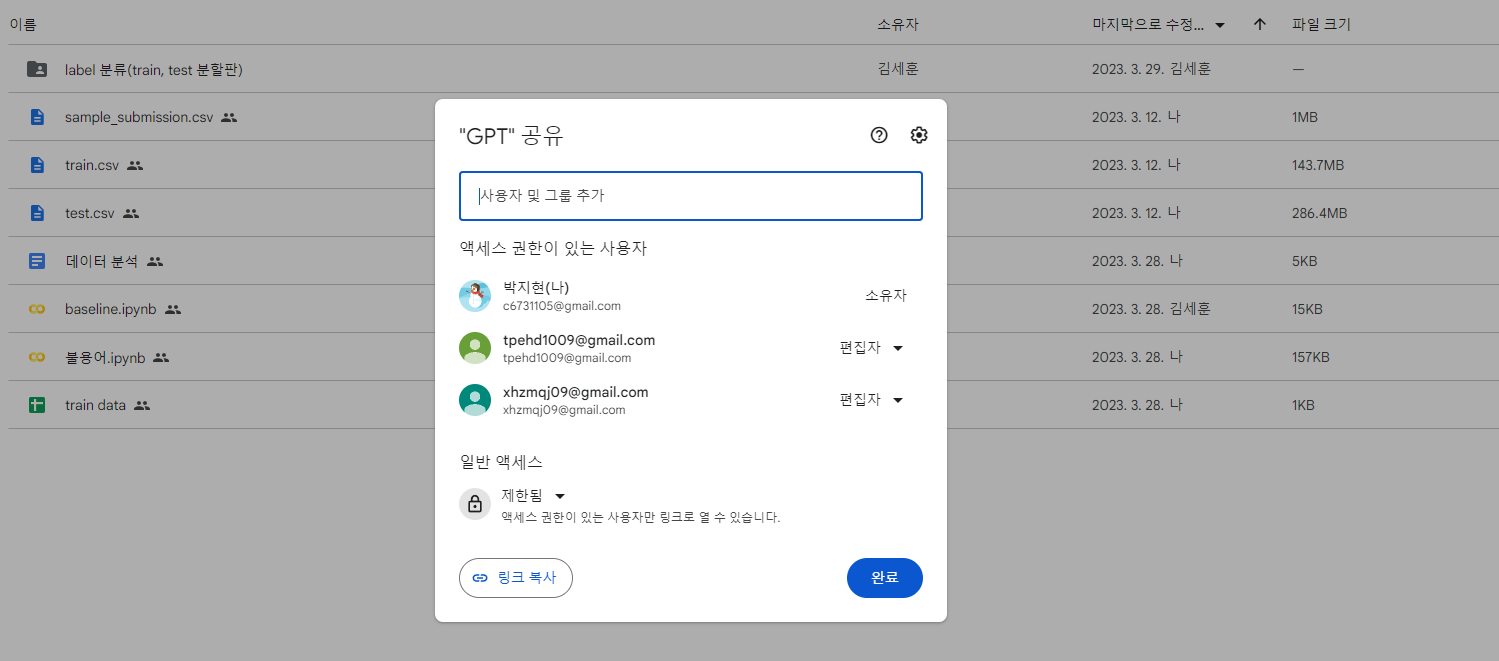 이름 소유자 마지막으로 수정... 파일 크기
label 분류(train, test 분할판) 김세훈 2023. 3. 29. 김세훈 —
sample_submission.csv 2023. 3. 12. 나 1MB
train.csv 2023. 3. 12. 나 143.7MB
test.csv 2023. 3. 12. 나 286.4MB
데이터 분석 2023. 3. 28. 나 5KB
baseline.ipynb 2023. 3. 28. 김세훈 15KB
불용어.ipynb 2023. 3. 28. 나 157KB
train data 2023. 3. 28. 나 1KB
"GPT" 공유
사용자 및 그룹 추가
액세스 권한이 있는 사용자
박지현(나) 소유자
c6731105@gmail.com
tpehd1009@gmail.com 편집자
tpehd1009@gmail.com
xhzmqj09@gmail.com 편집자
xhzmqj09@gmail.com
일반 액세스
제한됨
액세스 권한이 있는 사용자만 링크로 열 수 있습니다.
링크 복사 완료